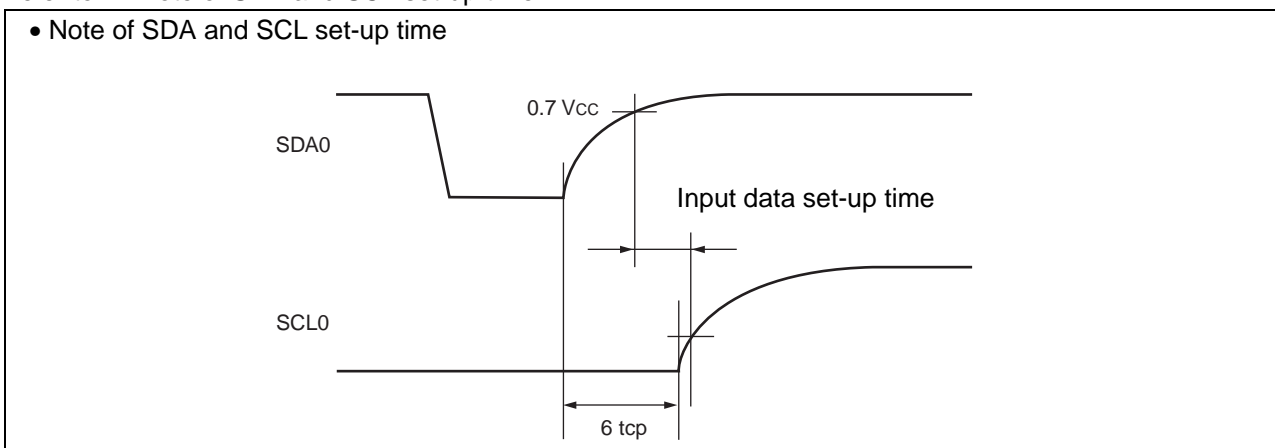 • Note of SDA and SCL set-up time
0.7 VCC
SDA0
Input data set-up time
SCL0
6 tcp